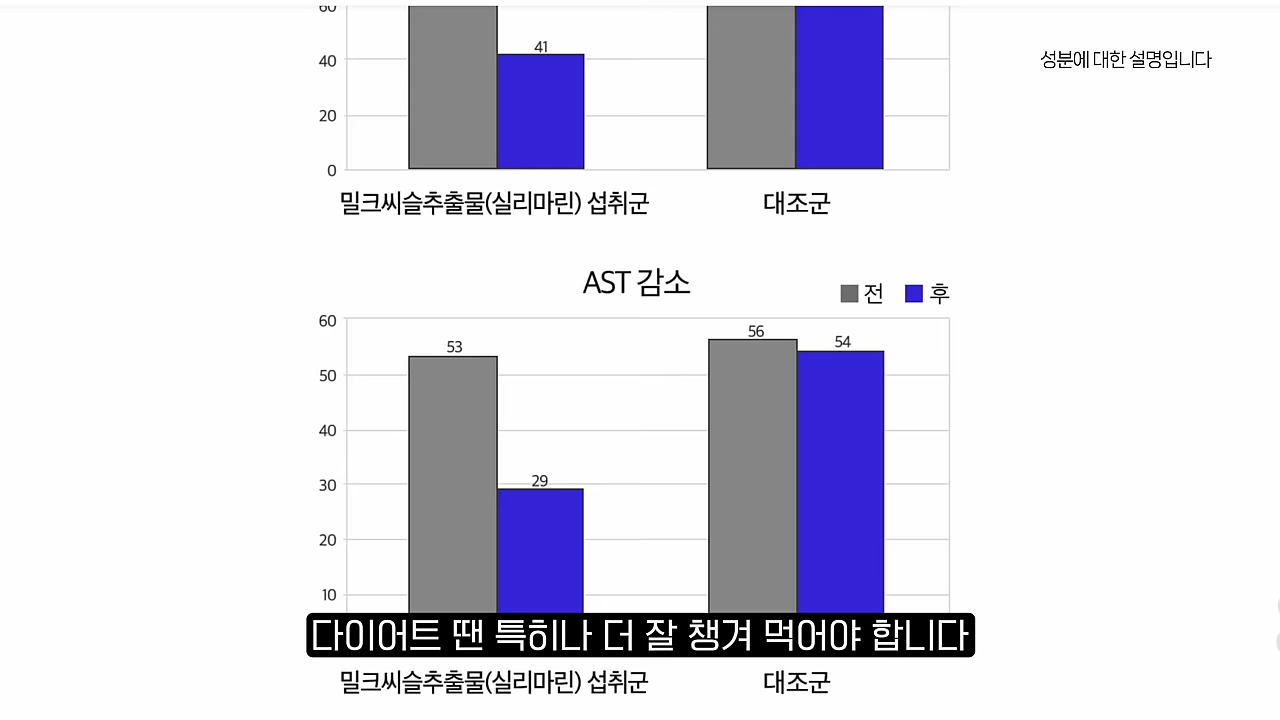 60
41
40
성분에 대한 설명입니다
20
0
밀크씨슬추출물(실리마린) 섭취군 대조군
AST 감소
전 후
60
56
53
54
50
40
29
30
20
10
다이어트 땐 특히나 더 잘 챙겨 먹어야 합니다
밀크씨슬추출물(실리마린) 섭취군 대조군